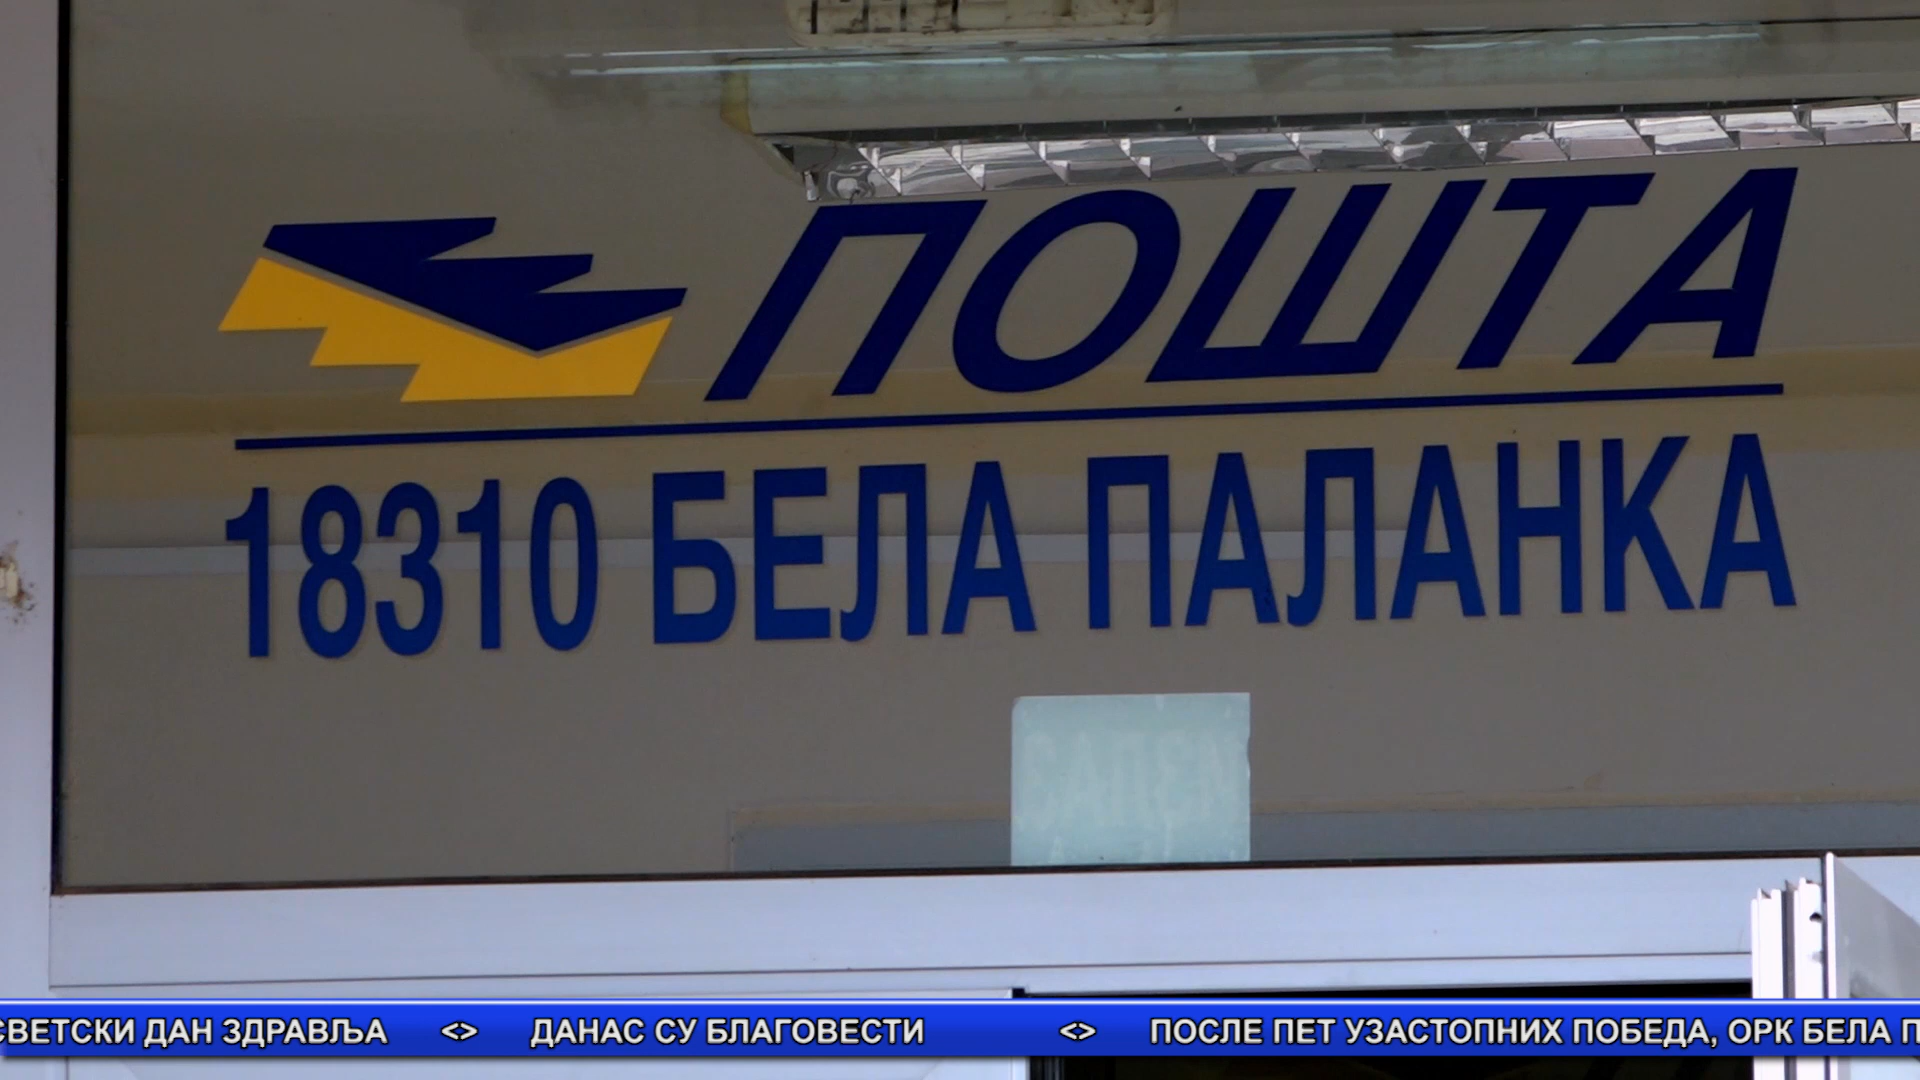 ПОШТА
18310 БЕЛА ПАЛАНКА
СВЕТСКИ ДАН ЗДРАВЉА <> ДАНАС СУ БЛАГОВЕСТИ <> ПОСЛЕ ПЕТ УЗАСТОПНИХ ПОБЕДА, ОРК БЕЛА